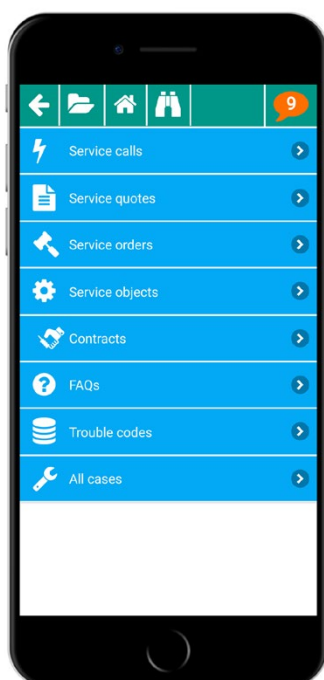 9
Service calls
Service quotes
Service orders
Service objects
Contracts
FAQs
Trouble codes
All cases